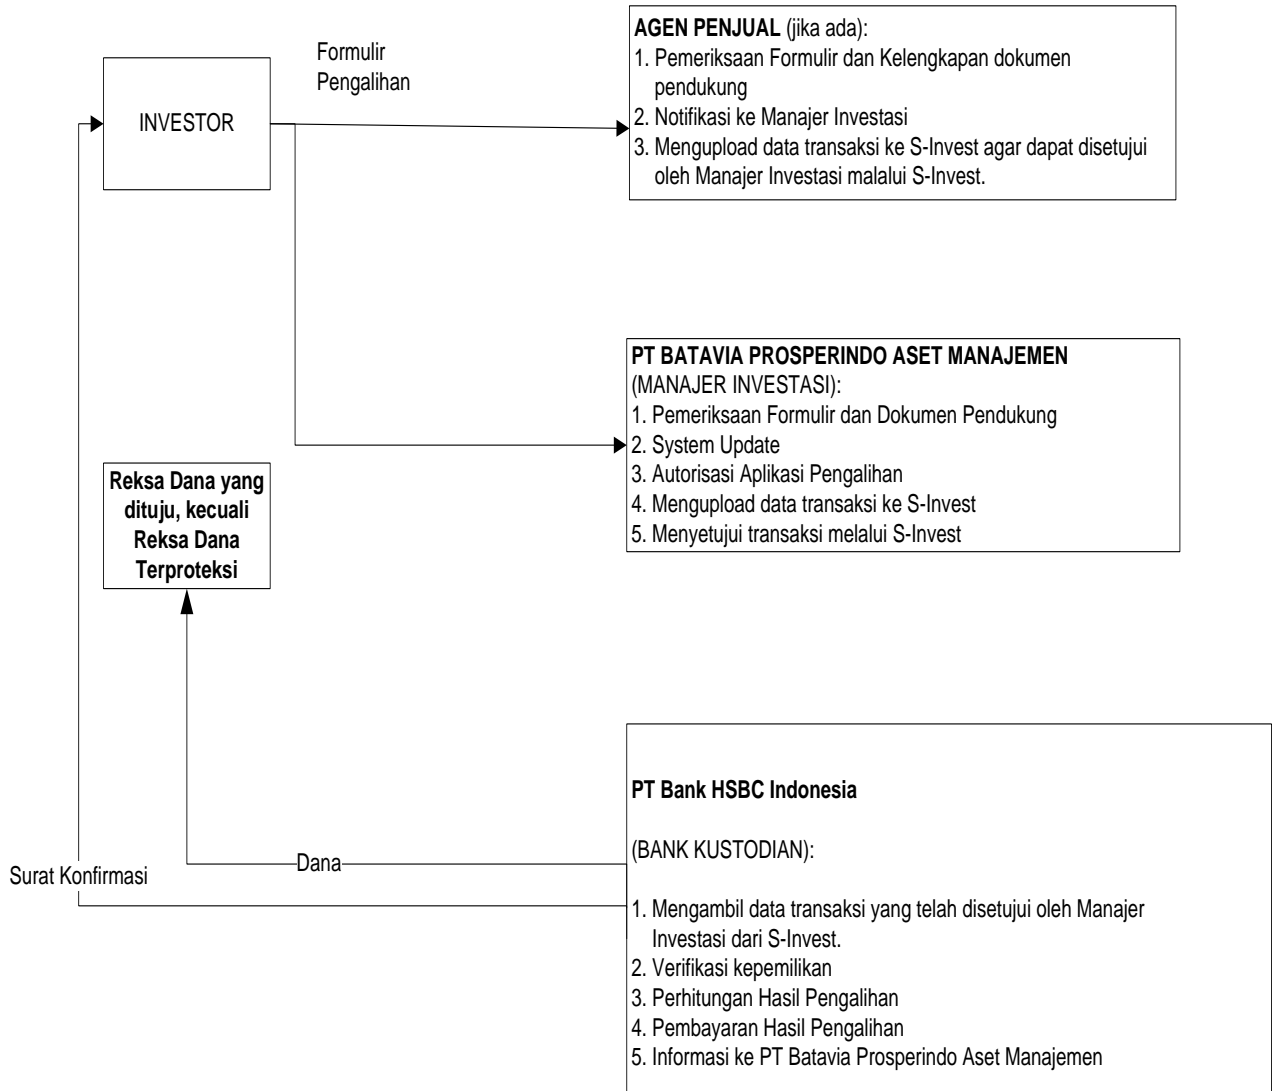 Formulir
Pengalihan
INVESTOR
AGEN PENJUAL (jika ada):
1. Pemeriksaan Formulir dan Kelengkapan dokumen
pendukung
2. Notifikasi ke Manajer Investasi
3. Mengupload data transaksi ke S-Invest agar dapat disetujui
oleh Manajer Investasi malalui S-Invest.
PT BATAVIA PROSPERINDO ASET MANAJEMEN
(MANAJER INVESTASI):
1. Pemeriksaan Formulir dan Dokumen Pendukung
2. System Update
3. Autorisasi Aplikasi Pengalihan
4. Mengupload data transaksi ke S-Invest
5. Menyetujui transaksi melalui S-Invest
Reksa Dana yang
dituju, kecuali
Reksa Dana
Terproteksi
Dana
Surat Konfirmasi
PT Bank HSBC Indonesia
(BANK KUSTODIAN):
1. Mengambil data transaksi yang telah disetujui oleh Manajer
Investasi dari S-Invest.
2. Verifikasi kepemilikan
3. Perhitungan Hasil Pengalihan
4. Pembayaran Hasil Pengalihan
5. Informasi ke PT Batavia Prosperindo Aset Manajemen